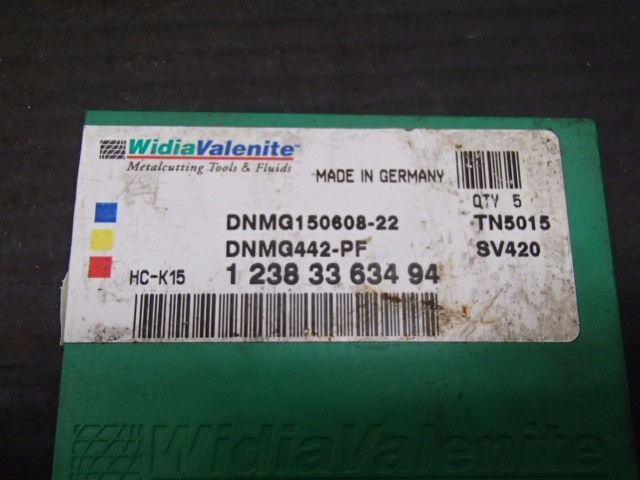 WidiaValenite™
Metalcutting Tools & Fluids
MADE IN GERMANY
QTY 5
DNMG150608-22 TN5015
DNMG442-PF SV420
HC-K15 1 238 33 634 94
WidiaValenite